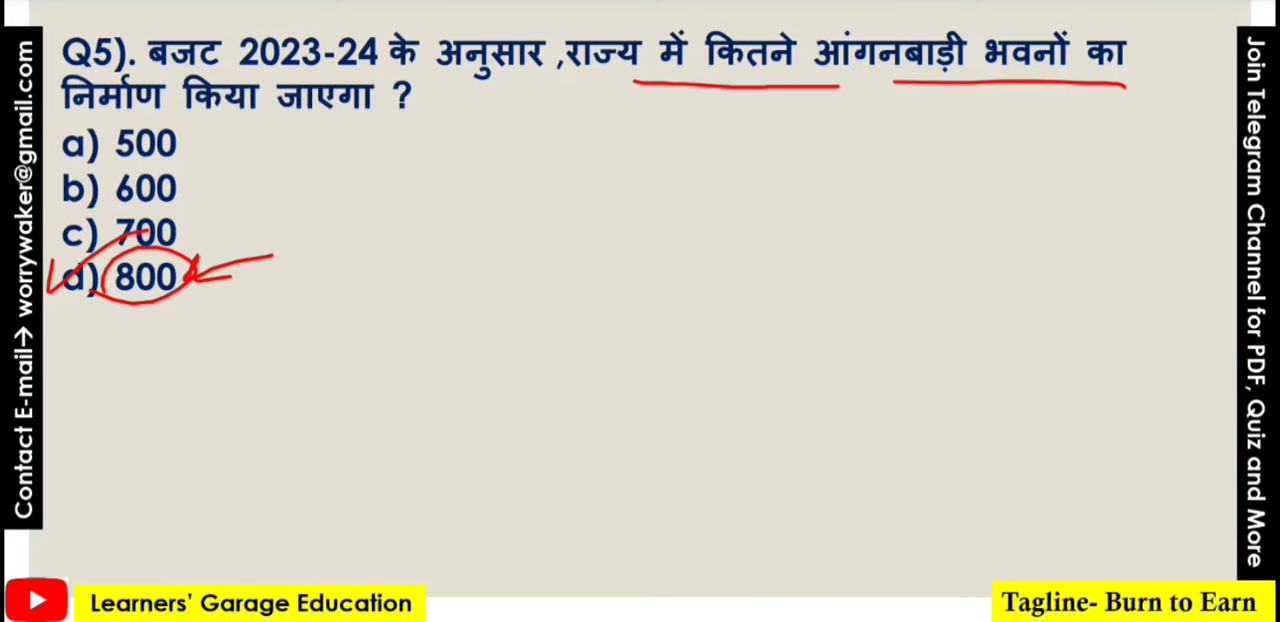 Q5). बजट 2023-24 के अनुसार ,राज्य में कितने आंगनबाड़ी भवनों का
निर्माण किया जाएगा ?
a) 500
b) 600
c) 700
d) 800
Contact E-mail→ worrywaker@gmail.com
Join Telegram Channel for PDF, Quiz and More
Learners’ Garage Education
Tagline- Burn to Earn